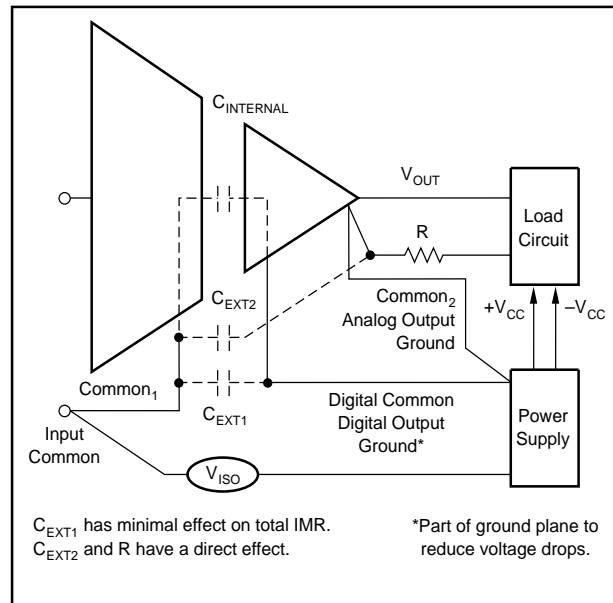 C_INTERNAL
V_OUT
Load
Circuit
R
C_EXT2
Common_2
Analog Output
Ground
+V_CC
–V_CC
Common_1
C_EXT1
Input
Common
Digital Common
Digital Output
Ground*
Power
Supply
V_ISO
C_EXT1 has minimal effect on total IMR.
C_EXT2 and R have a direct effect.
*Part of ground plane to
reduce voltage drops.